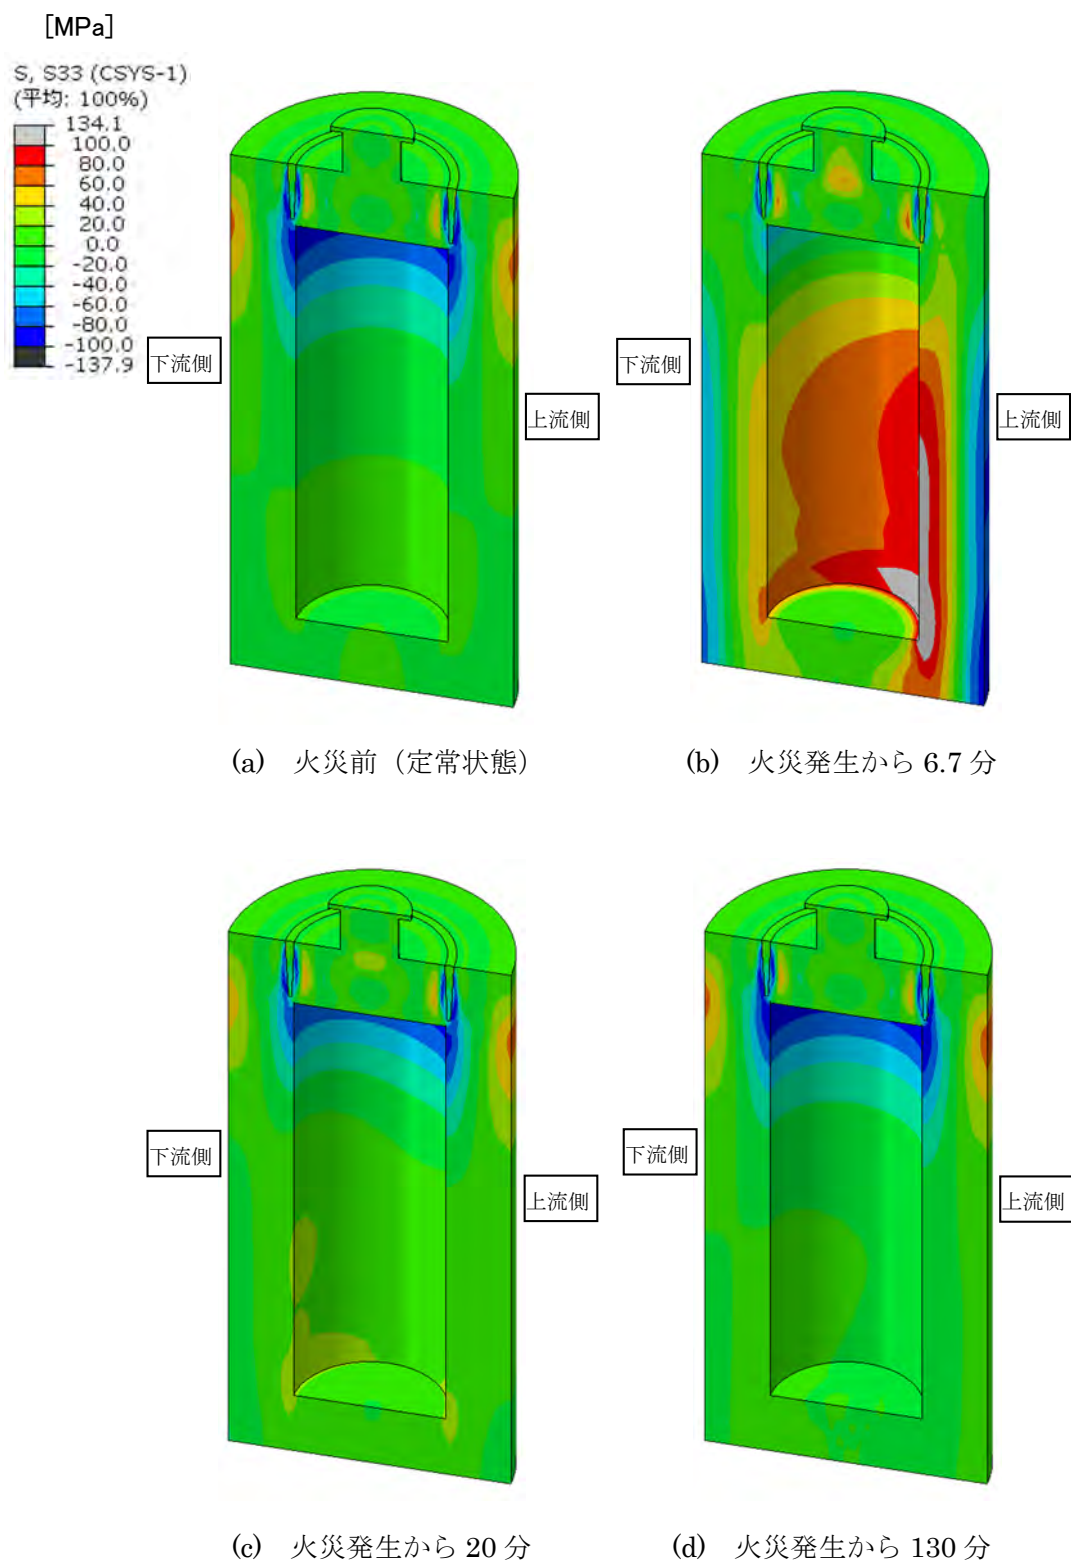 [MPa]
S, S33 (CSYS-1)
(平均: 100%)
134.1
100.0
80.0
60.0
40.0
20.0
0.0
-20.0
-40.0
-60.0
-80.0
-100.0
-137.9
下流側
上流側
下流側
上流側
(a) 火災前（定常状態）
(b) 火災発生から 6.7 分
下流側
上流側
下流側
上流側
(c) 火災発生から 20 分
(d) 火災発生から 130 分